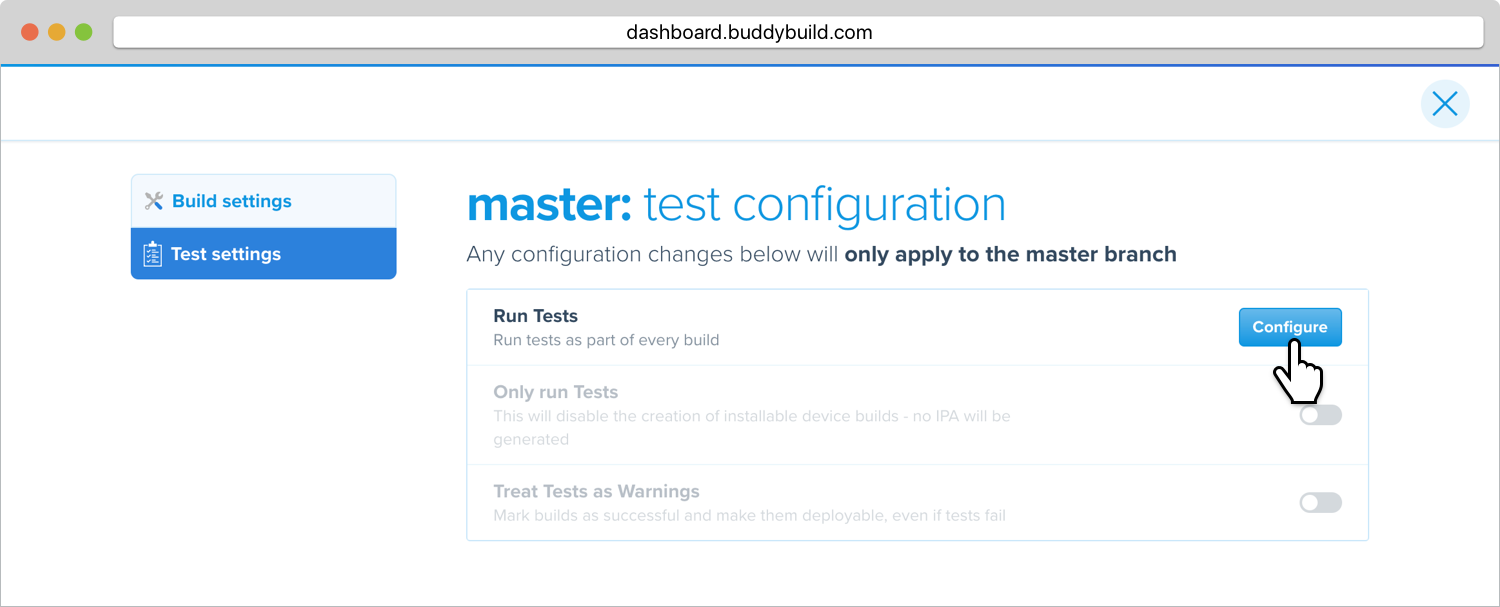 dashboard.buddybuild.com
Build settings
Test settings
master: test configuration
Any configuration changes below will only apply to the master branch
Run Tests
Run tests as part of every build
Configure
Only run Tests
This will disable the creation of installable device builds - no IPA will be
generated
Treat Tests as Warnings
Mark builds as successful and make them deployable, even if tests fail